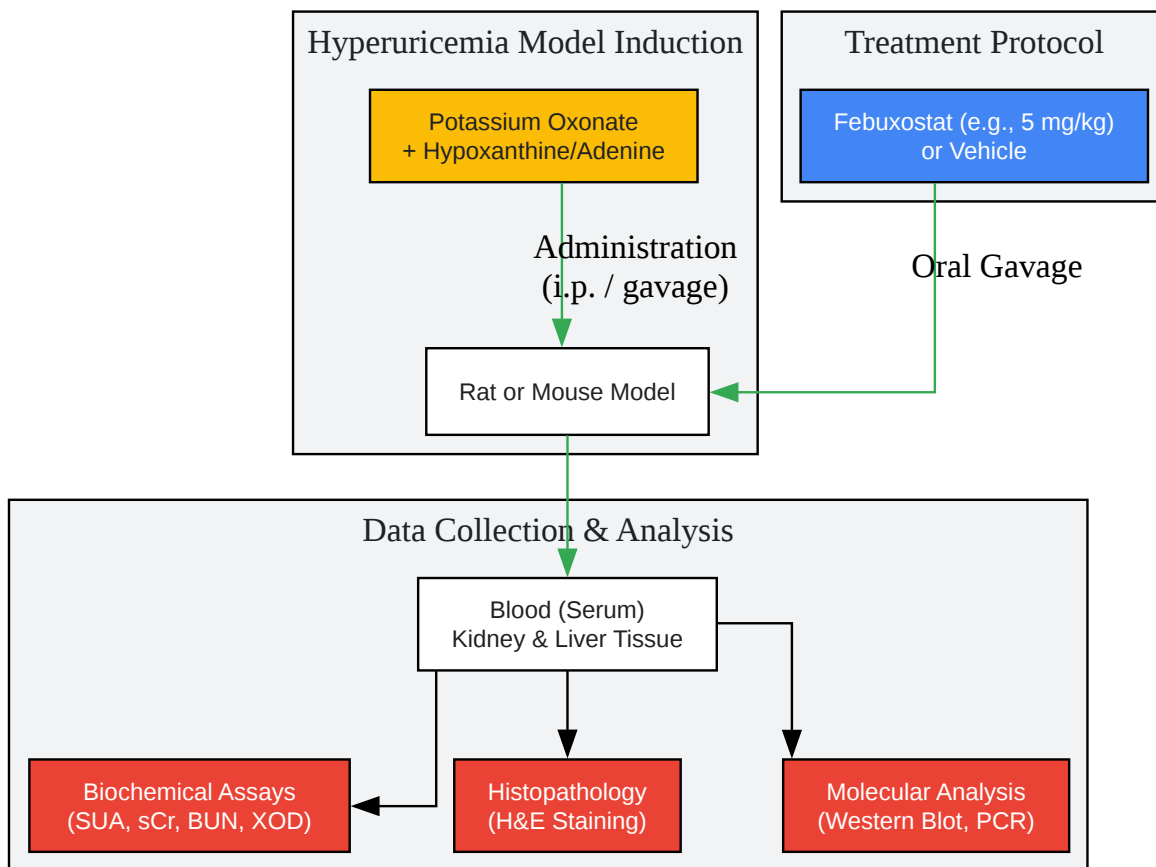 Hyperuricemia Model Induction
Treatment Protocol
Potassium Oxonate
+ Hypoxanthine/Adenine
Febuxostat (e.g., 5 mg/kg)
or Vehicle
Administration
(i.p. / gavage)
Oral Gavage
Rat or Mouse Model
Data Collection & Analysis
Blood (Serum)
Kidney & Liver Tissue
Biochemical Assays
(SUA, sCr, BUN, XOD)
Histopathology
(H&E Staining)
Molecular Analysis
(Western Blot, PCR)